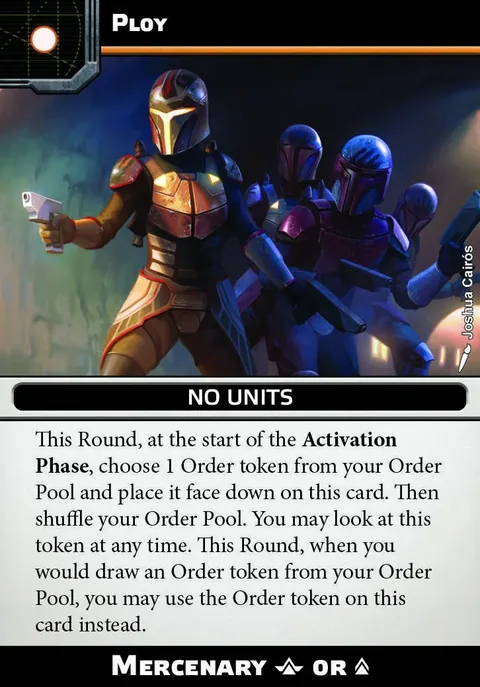 Ploy
Joshua Cairós
NO UNITS
This Round, at the start of the Activation
Phase, choose 1 Order token from your Order
Pool and place it face down on this card. Then
shuffle your Order Pool. You may look at this
token at any time. This Round, when you
would draw an Order token from your Order
Pool, you may use the Order token on this
card instead.
Mercenary or